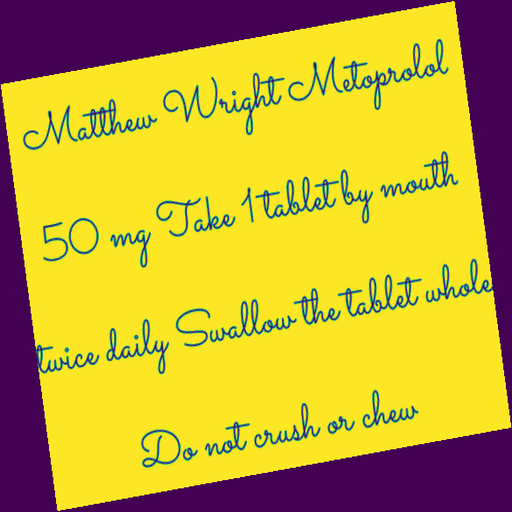 Matthew Wright Metoprolol
50 mg Take 1 tablet by mouth
twice daily Swallow the tablet whole
Do not crush or chew